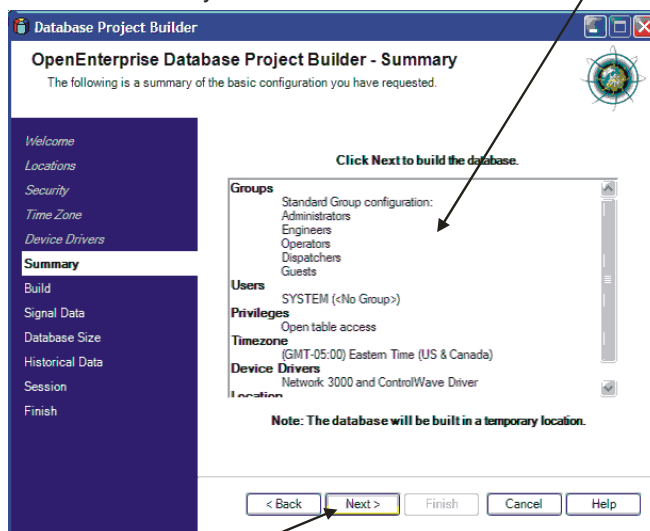 Database Project Builder
OpenEnterprise Database Project Builder - Summary
The following is a summary of the basic configuration you have requested.
Welcome
Locations
Security
Time Zone
Device Drivers
Summary
Build
Signal Data
Database Size
Historical Data
Session
Finish
Click Next to build the database.
Groups
Standard Group configuration:
Administrators
Engineers
Operators
Dispatchers
Guests
Users
SYSTEM (<No Group>)
Privileges
Open table access
Timezone
(GMT-05:00) Eastern Time (US & Canada)
Device Drivers
Network 3000 and ControlWave Driver
Location
Note: The database will be built in a temporary location.
< Back Next > Finish Cancel Help